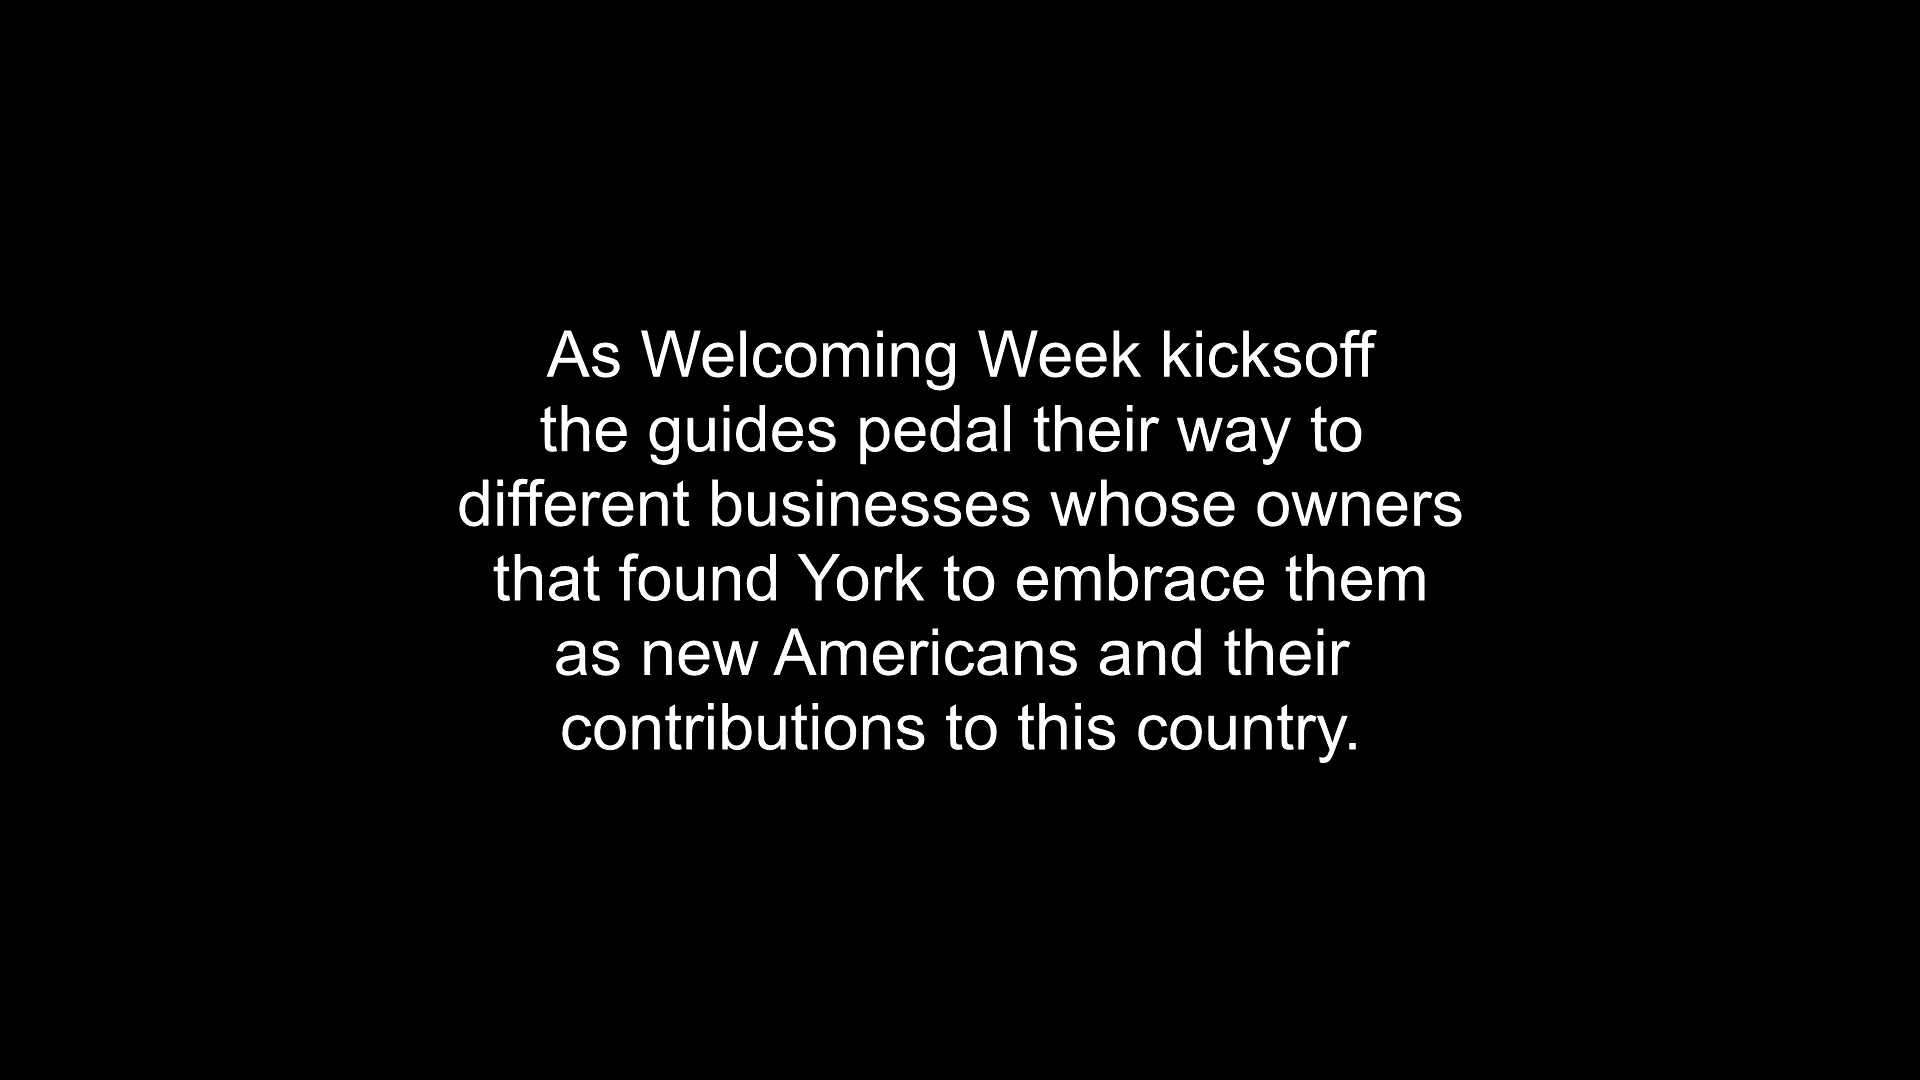 As Welcoming Week kicksoff
the guides pedal their way to
different businesses whose owners
that found York to embrace them
as new Americans and their
contributions to this country.